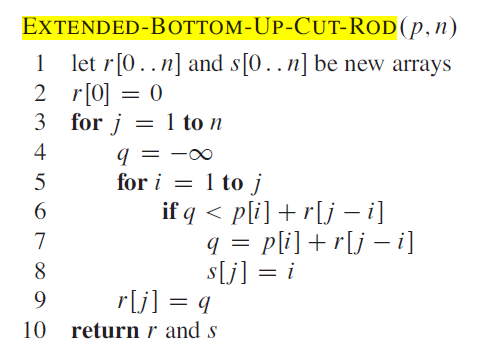 EXTENDED-BOTTOM-UP-CUT-ROD(p, n)
1 let r[0..n] and s[0..n] be new arrays
2 r[0] = 0
3 for j = 1 to n
4 q = −∞
5 for i = 1 to j
6 if q < p[i] + r[j − i]
7 q = p[i] + r[j − i]
8 s[j] = i
9 r[j] = q
10 return r and s